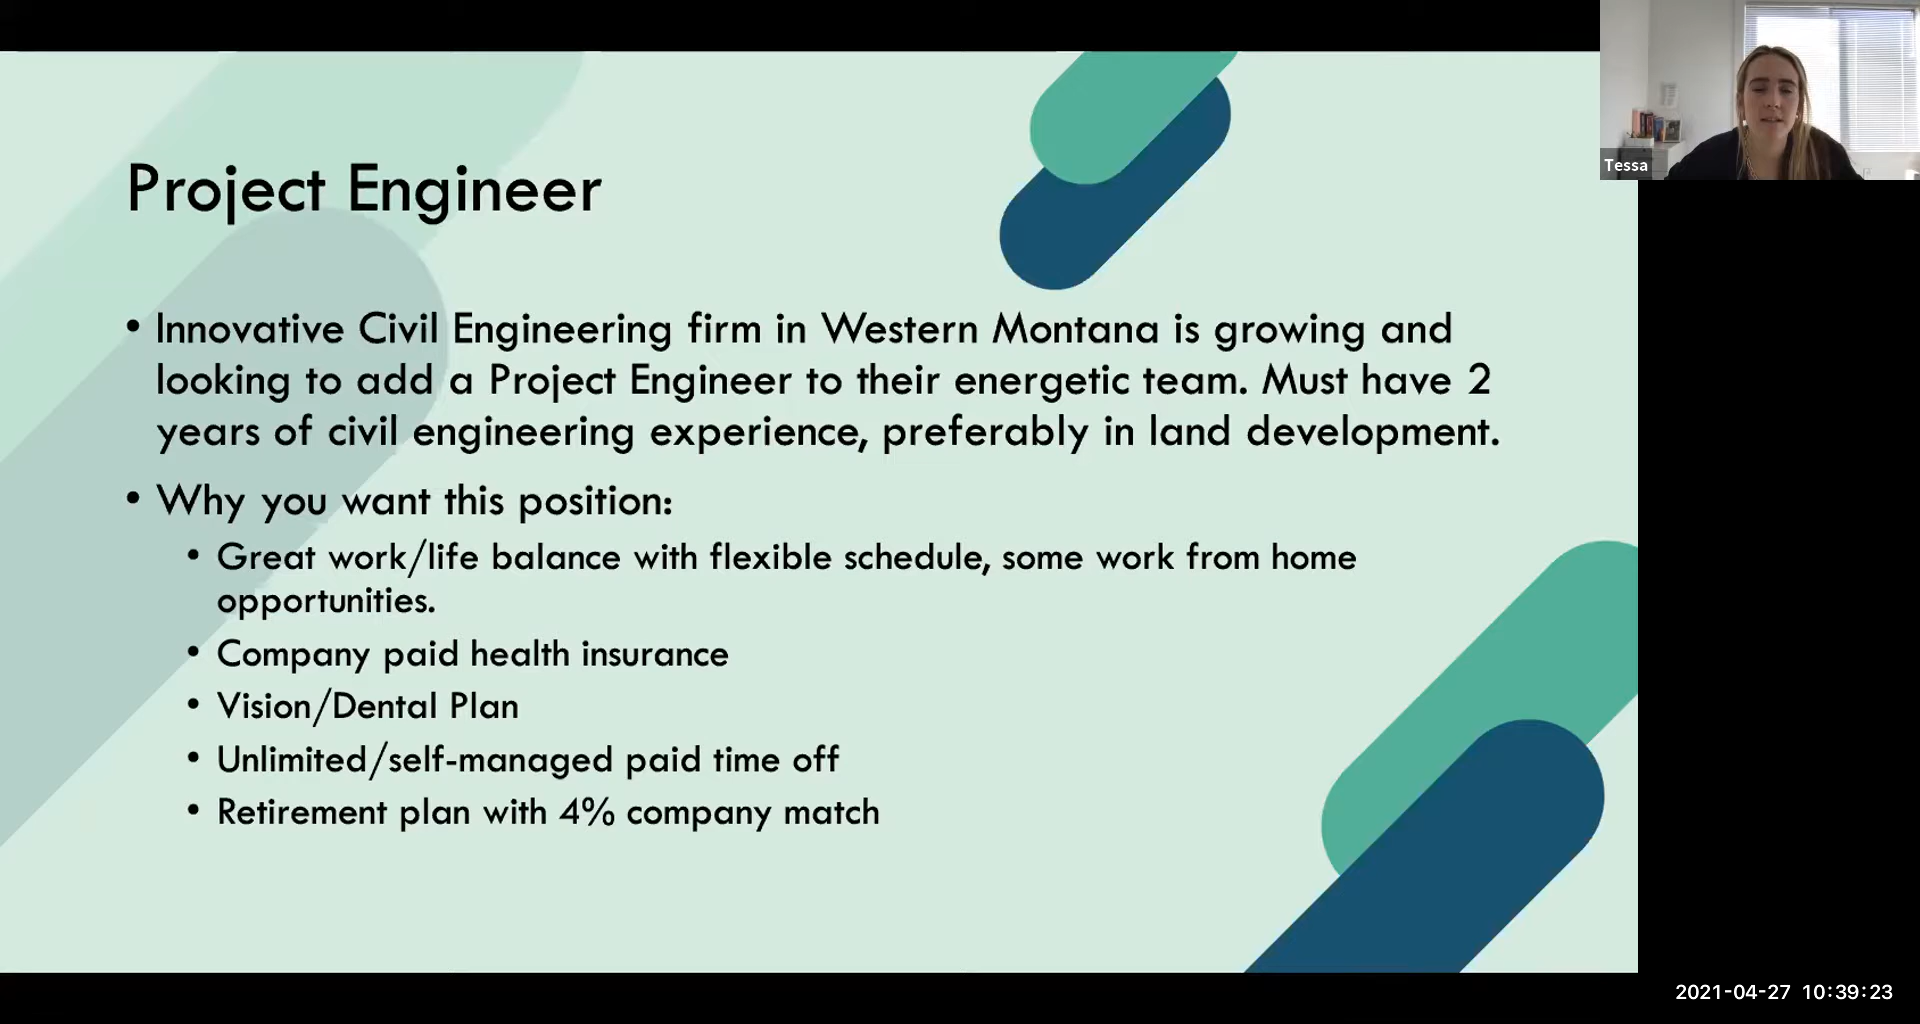 Project Engineer
• Innovative Civil Engineering firm in Western Montana is growing and
looking to add a Project Engineer to their energetic team. Must have 2
years of civil engineering experience, preferably in land development.
• Why you want this position:
• Great work/life balance with flexible schedule, some work from home
opportunities.
• Company paid health insurance
• Vision/Dental Plan
• Unlimited/self-managed paid time off
• Retirement plan with 4% company match
Tessa
2021-04-27 10:39:23